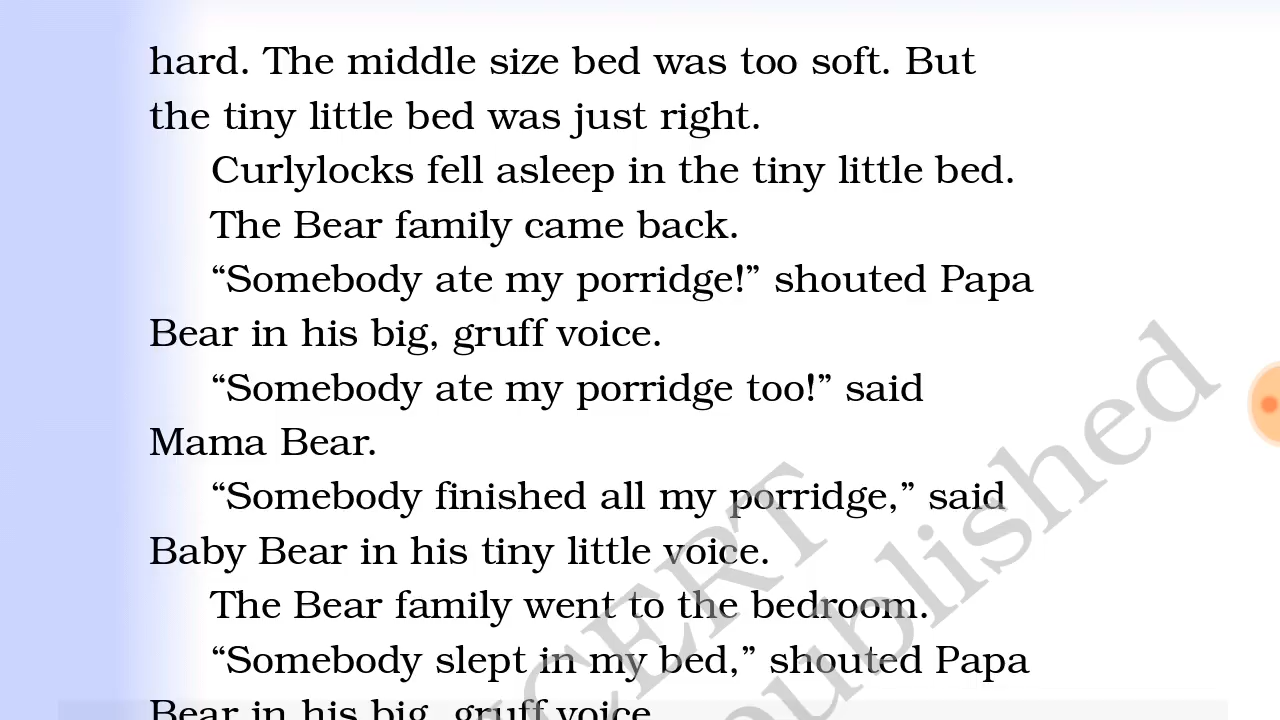 hard. The middle size bed was too soft. But
the tiny little bed was just right.
Curlylocks fell asleep in the tiny little bed.
The Bear family came back.
“Somebody ate my porridge!” shouted Papa
Bear in his big, gruff voice.
“Somebody ate my porridge too!” said
Mama Bear.
“Somebody finished all my porridge,” said
Baby Bear in his tiny little voice.
The Bear family went to the bedroom.
“Somebody slept in my bed,” shouted Papa
Bear in his big, gruff voice.
CERT
published